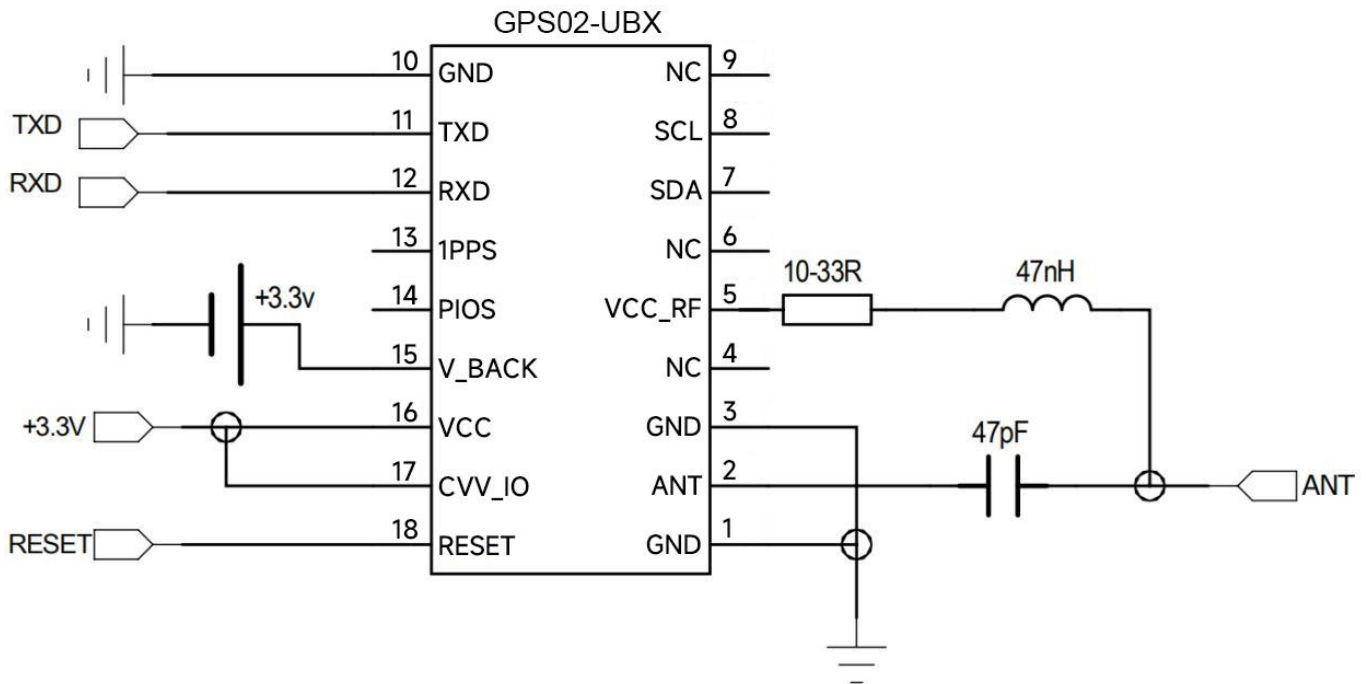 GPS02-UBX
10 GND NC 9
TXD 11 TXD SCL 8
RXD 12 RXD SDA 7
13 1PPS NC 6
10-33R 47nH
+3.3v 14 PIOS VCC_RF 5
15 V_BACK NC 4
+3.3V 16 VCC GND 3
47pF
17 CVV_IO ANT 2 ANT
RESET 18 RESET GND 1